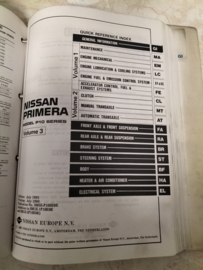 QUICK REFERENCE INDEX
GENERAL INFORMATION GI
MAINTENANCE MA
ENGINE MECHANICAL EM
ENGINE LUBRICATION & COOLING SYSTEMS LC
ENGINE FUEL & EMISSION CONTROL SYSTEM EF & EC
ACCELERATOR CONTROL, FUEL & EXHAUST SYSTEMS FE
CLUTCH CL
MANUAL TRANSAXLE MT
AUTOMATIC TRANSAXLE AT
FRONT AXLE & FRONT SUSPENSION FA
REAR AXLE & REAR SUSPENSION RA
BRAKE SYSTEM BR
STEERING SYSTEM ST
BODY BF
HEATER & AIR CONDITIONER HA
ELECTRICAL SYSTEM EL
Volume 1
Volume 2
NISSAN
PRIMERA
MODEL P10 SERIES
Volume 3
NISSAN EUROPE N.V.